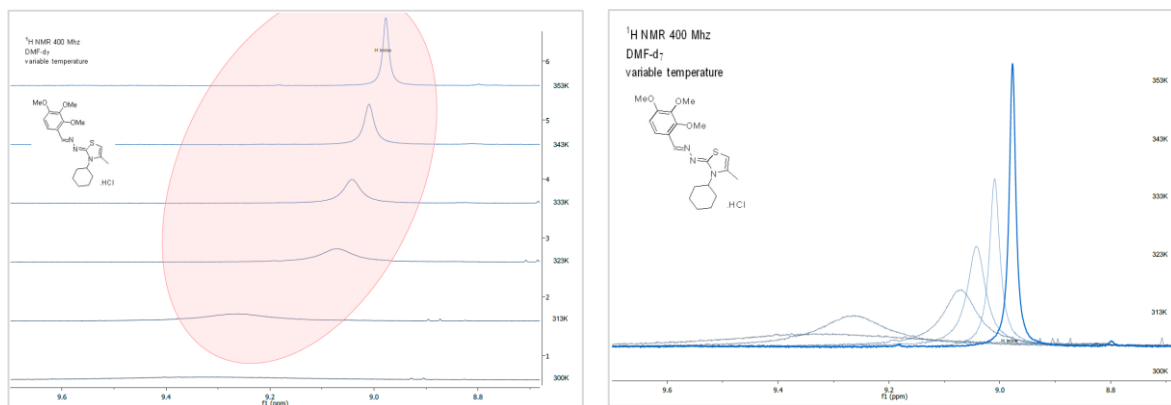 ¹H NMR 400 Mhz
DMF-d₇
variable temperature
MeO
OMe
OMe
N
N
S
N
.HCl
H imine
6
353K
5
343K
4
333K
3
323K
2
313K
1
300K
9.6
9.4
9.2
9.0
8.8
f1 (ppm)
¹H NMR 400 Mhz
DMF-d₇
variable temperature
MeO
OMe
OMe
N
N
S
N
.HCl
353K
343K
333K
323K
313K
300K
9.6
9.2
9.0
8.8
f1 (ppm)